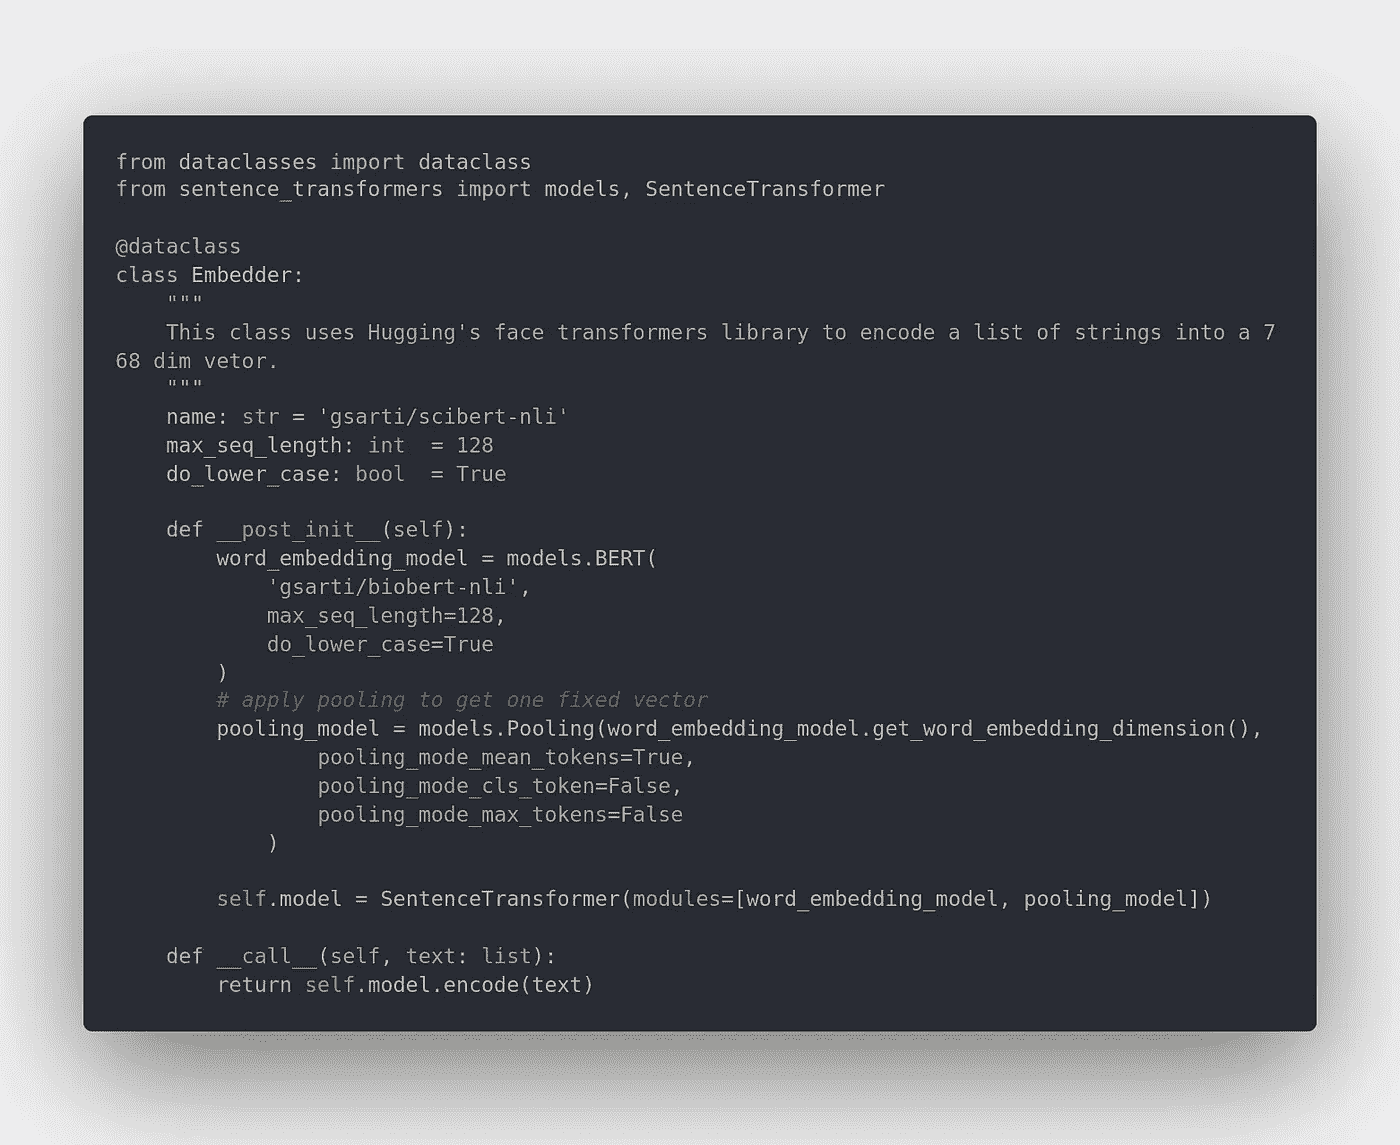 from dataclasses import dataclass
from sentence_transformers import models, SentenceTransformer
@dataclass
class Embedder:
    """
    This class uses Hugging's face transformers library to encode a list of strings into a 7
68 dim vetor.
    """
    name: str = 'gsarti/scibert-nli'
    max_seq_length: int  = 128
    do_lower_case: bool  = True
    def __post_init__(self):
        word_embedding_model = models.BERT(
            'gsarti/biobert-nli',
            max_seq_length=128,
            do_lower_case=True
        )
        # apply pooling to get one fixed vector
        pooling_model = models.Pooling(word_embedding_model.get_word_embedding_dimension(),
                pooling_mode_mean_tokens=True,
                pooling_mode_cls_token=False,
                pooling_mode_max_tokens=False
            )
        self.model = SentenceTransformer(modules=[word_embedding_model, pooling_model])
    def __call__(self, text: list):
        return self.model.encode(text)